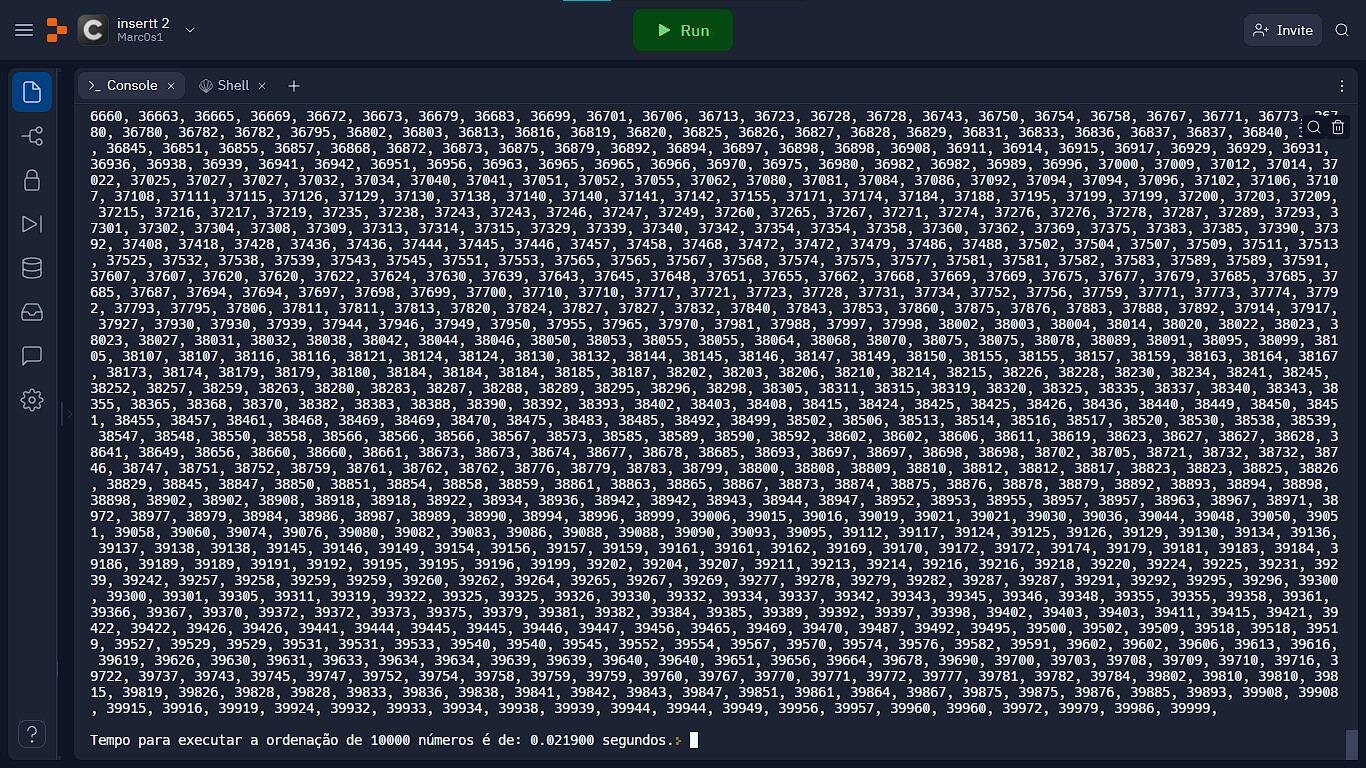 insertt 2
Marc0s1
Run
Invite
Console
Shell
6660, 36663, 36665, 36669, 36672, 36673, 36679, 36683, 36699, 36701, 36706, 36713, 36723, 36728, 36728, 36743, 36750, 36754, 36758, 36767, 36771, 36773, 367
80, 36780, 36782, 36782, 36795, 36802, 36803, 36813, 36816, 36819, 36820, 36825, 36826, 36827, 36828, 36829, 36831, 36833, 36836, 36837, 36837, 36840,
, 36845, 36851, 36855, 36857, 36868, 36872, 36873, 36875, 36879, 36892, 36894, 36897, 36898, 36898, 36908, 36911, 36914, 36915, 36917, 36929, 36929, 36931,
36936, 36938, 36939, 36941, 36942, 36951, 36956, 36963, 36965, 36965, 36966, 36970, 36975, 36980, 36982, 36982, 36989, 36996, 37000, 37009, 37012, 37014, 37
022, 37025, 37027, 37027, 37032, 37034, 37040, 37041, 37051, 37052, 37055, 37062, 37080, 37081, 37084, 37086, 37092, 37094, 37094, 37096, 37102, 37106, 3710
7, 37108, 37111, 37115, 37126, 37129, 37130, 37138, 37140, 37140, 37141, 37142, 37155, 37171, 37174, 37184, 37188, 37195, 37199, 37199, 37200, 37203, 37209,
37215, 37216, 37217, 37219, 37235, 37238, 37243, 37243, 37246, 37247, 37249, 37260, 37265, 37267, 37271, 37274, 37276, 37276, 37278, 37287, 37289, 37293, 3
7301, 37302, 37304, 37308, 37309, 37313, 37314, 37315, 37329, 37339, 37340, 37342, 37354, 37354, 37358, 37360, 37362, 37369, 37375, 37383, 37385, 37390, 373
92, 37408, 37418, 37428, 37436, 37436, 37444, 37445, 37446, 37457, 37458, 37468, 37472, 37472, 37479, 37486, 37488, 37502, 37504, 37507, 37509, 37511, 37513
, 37525, 37532, 37538, 37539, 37543, 37545, 37551, 37553, 37565, 37565, 37567, 37568, 37574, 37575, 37577, 37581, 37581, 37582, 37583, 37589, 37589, 37591,
37607, 37607, 37620, 37620, 37622, 37624, 37630, 37639, 37643, 37645, 37648, 37651, 37655, 37662, 37668, 37669, 37669, 37675, 37677, 37679, 37685, 37685, 37
685, 37687, 37694, 37694, 37697, 37698, 37699, 37700, 37710, 37710, 37717, 37721, 37723, 37728, 37731, 37734, 37752, 37756, 37759, 37771, 37773, 37774, 3779
2, 37793, 37795, 37806, 37811, 37811, 37813, 37820, 37824, 37827, 37827, 37832, 37840, 37843, 37853, 37860, 37875, 37876, 37883, 37888, 37892, 37914, 37917,
37927, 37930, 37930, 37939, 37944, 37946, 37949, 37950, 37955, 37965, 37970, 37981, 37988, 37997, 37998, 38002, 38003, 38004, 38014, 38020, 38022, 38023, 3
8023, 38027, 38031, 38032, 38038, 38042, 38044, 38046, 38050, 38053, 38055, 38055, 38064, 38068, 38070, 38075, 38075, 38078, 38089, 38091, 38095, 38099, 381
05, 38107, 38107, 38116, 38116, 38121, 38124, 38124, 38130, 38132, 38144, 38145, 38146, 38147, 38149, 38150, 38155, 38155, 38157, 38159, 38163, 38164, 38167
, 38173, 38174, 38179, 38179, 38180, 38184, 38184, 38184, 38185, 38187, 38202, 38203, 38206, 38210, 38214, 38215, 38226, 38228, 38230, 38234, 38241, 38245,
38252, 38257, 38259, 38263, 38280, 38283, 38287, 38288, 38289, 38295, 38296, 38298, 38305, 38311, 38315, 38319, 38320, 38325, 38335, 38337, 38340, 38343, 38
355, 38365, 38368, 38370, 38382, 38383, 38388, 38390, 38392, 38393, 38402, 38403, 38408, 38415, 38424, 38425, 38425, 38426, 38436, 38440, 38449, 38450, 3845
1, 38455, 38457, 38461, 38468, 38469, 38469, 38470, 38475, 38483, 38485, 38492, 38499, 38502, 38506, 38513, 38514, 38516, 38517, 38520, 38530, 38538, 38539,
38547, 38548, 38550, 38558, 38566, 38566, 38566, 38567, 38573, 38585, 38589, 38590, 38592, 38602, 38602, 38606, 38611, 38619, 38623, 38627, 38627, 38628, 3
8641, 38649, 38656, 38660, 38660, 38661, 38673, 38673, 38674, 38677, 38678, 38685, 38693, 38697, 38697, 38698, 38698, 38702, 38705, 38721, 38732, 38732, 387
46, 38747, 38751, 38752, 38759, 38761, 38762, 38762, 38776, 38779, 38783, 38799, 38800, 38808, 38809, 38810, 38812, 38812, 38817, 38823, 38823, 38825, 38826
, 38829, 38845, 38847, 38850, 38851, 38854, 38858, 38859, 38861, 38863, 38865, 38867, 38873, 38874, 38875, 38876, 38878, 38879, 38892, 38893, 38894, 38898,
38898, 38902, 38902, 38908, 38918, 38918, 38922, 38934, 38936, 38942, 38942, 38943, 38944, 38947, 38952, 38953, 38955, 38957, 38957, 38963, 38967, 38971, 38
972, 38977, 38979, 38984, 38986, 38987, 38989, 38990, 38994, 38996, 38999, 39006, 39015, 39016, 39019, 39021, 39021, 39030, 39036, 39044, 39048, 39050, 3905
1, 39058, 39060, 39074, 39076, 39080, 39082, 39083, 39086, 39088, 39088, 39090, 39093, 39095, 39112, 39117, 39124, 39125, 39126, 39129, 39130, 39134, 39136,
39137, 39138, 39138, 39145, 39146, 39149, 39154, 39156, 39157, 39159, 39161, 39161, 39162, 39169, 39170, 39172, 39172, 39174, 39179, 39181, 39183, 39184, 3
9186, 39189, 39189, 39191, 39192, 39195, 39195, 39196, 39199, 39202, 39204, 39207, 39211, 39213, 39214, 39216, 39216, 39218, 39220, 39224, 39225, 39231, 392
39, 39242, 39257, 39258, 39259, 39259, 39260, 39262, 39264, 39265, 39267, 39269, 39277, 39278, 39279, 39282, 39287, 39287, 39291, 39292, 39295, 39296, 39300
, 39300, 39301, 39305, 39311, 39319, 39322, 39325, 39325, 39326, 39330, 39332, 39334, 39337, 39342, 39343, 39345, 39346, 39348, 39355, 39355, 39358, 39361,
39366, 39367, 39370, 39372, 39372, 39373, 39375, 39379, 39381, 39382, 39384, 39385, 39389, 39392, 39397, 39398, 39402, 39403, 39403, 39411, 39415, 39421, 39
422, 39422, 39426, 39426, 39441, 39444, 39445, 39445, 39446, 39447, 39456, 39465, 39469, 39470, 39487, 39492, 39495, 39500, 39502, 39509, 39518, 39518, 3951
9, 39527, 39529, 39529, 39531, 39531, 39533, 39540, 39540, 39545, 39552, 39554, 39567, 39570, 39574, 39576, 39582, 39591, 39602, 39602, 39606, 39613, 39616,
39619, 39626, 39630, 39631, 39633, 39634, 39634, 39639, 39639, 39640, 39640, 39651, 39656, 39664, 39678, 39690, 39700, 39703, 39708, 39709, 39710, 39716, 3
9722, 39737, 39743, 39745, 39747, 39752, 39754, 39758, 39759, 39759, 39760, 39767, 39770, 39771, 39772, 39777, 39781, 39782, 39784, 39802, 39810, 39810, 398
15, 39819, 39826, 39828, 39828, 39833, 39836, 39838, 39841, 39842, 39843, 39847, 39851, 39861, 39864, 39867, 39875, 39875, 39876, 39885, 39893, 39908, 39908
, 39915, 39916, 39919, 39924, 39932, 39933, 39934, 39938, 39939, 39944, 39944, 39949, 39956, 39957, 39960, 39960, 39972, 39979, 39986, 39999,
Tempo para executar a ordenação de 10000 números é de: 0.021900 segundos.